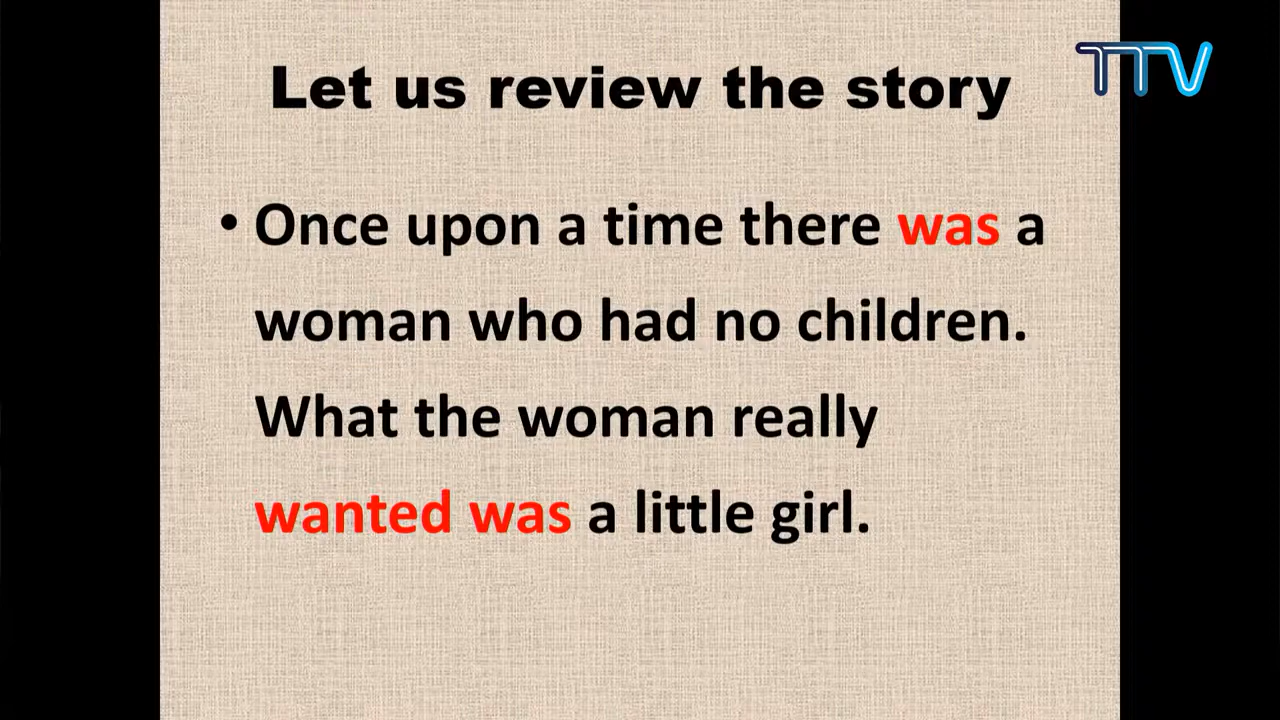 Let us review the story
TTV
• Once upon a time there was a
woman who had no children.
What the woman really
wanted was a little girl.